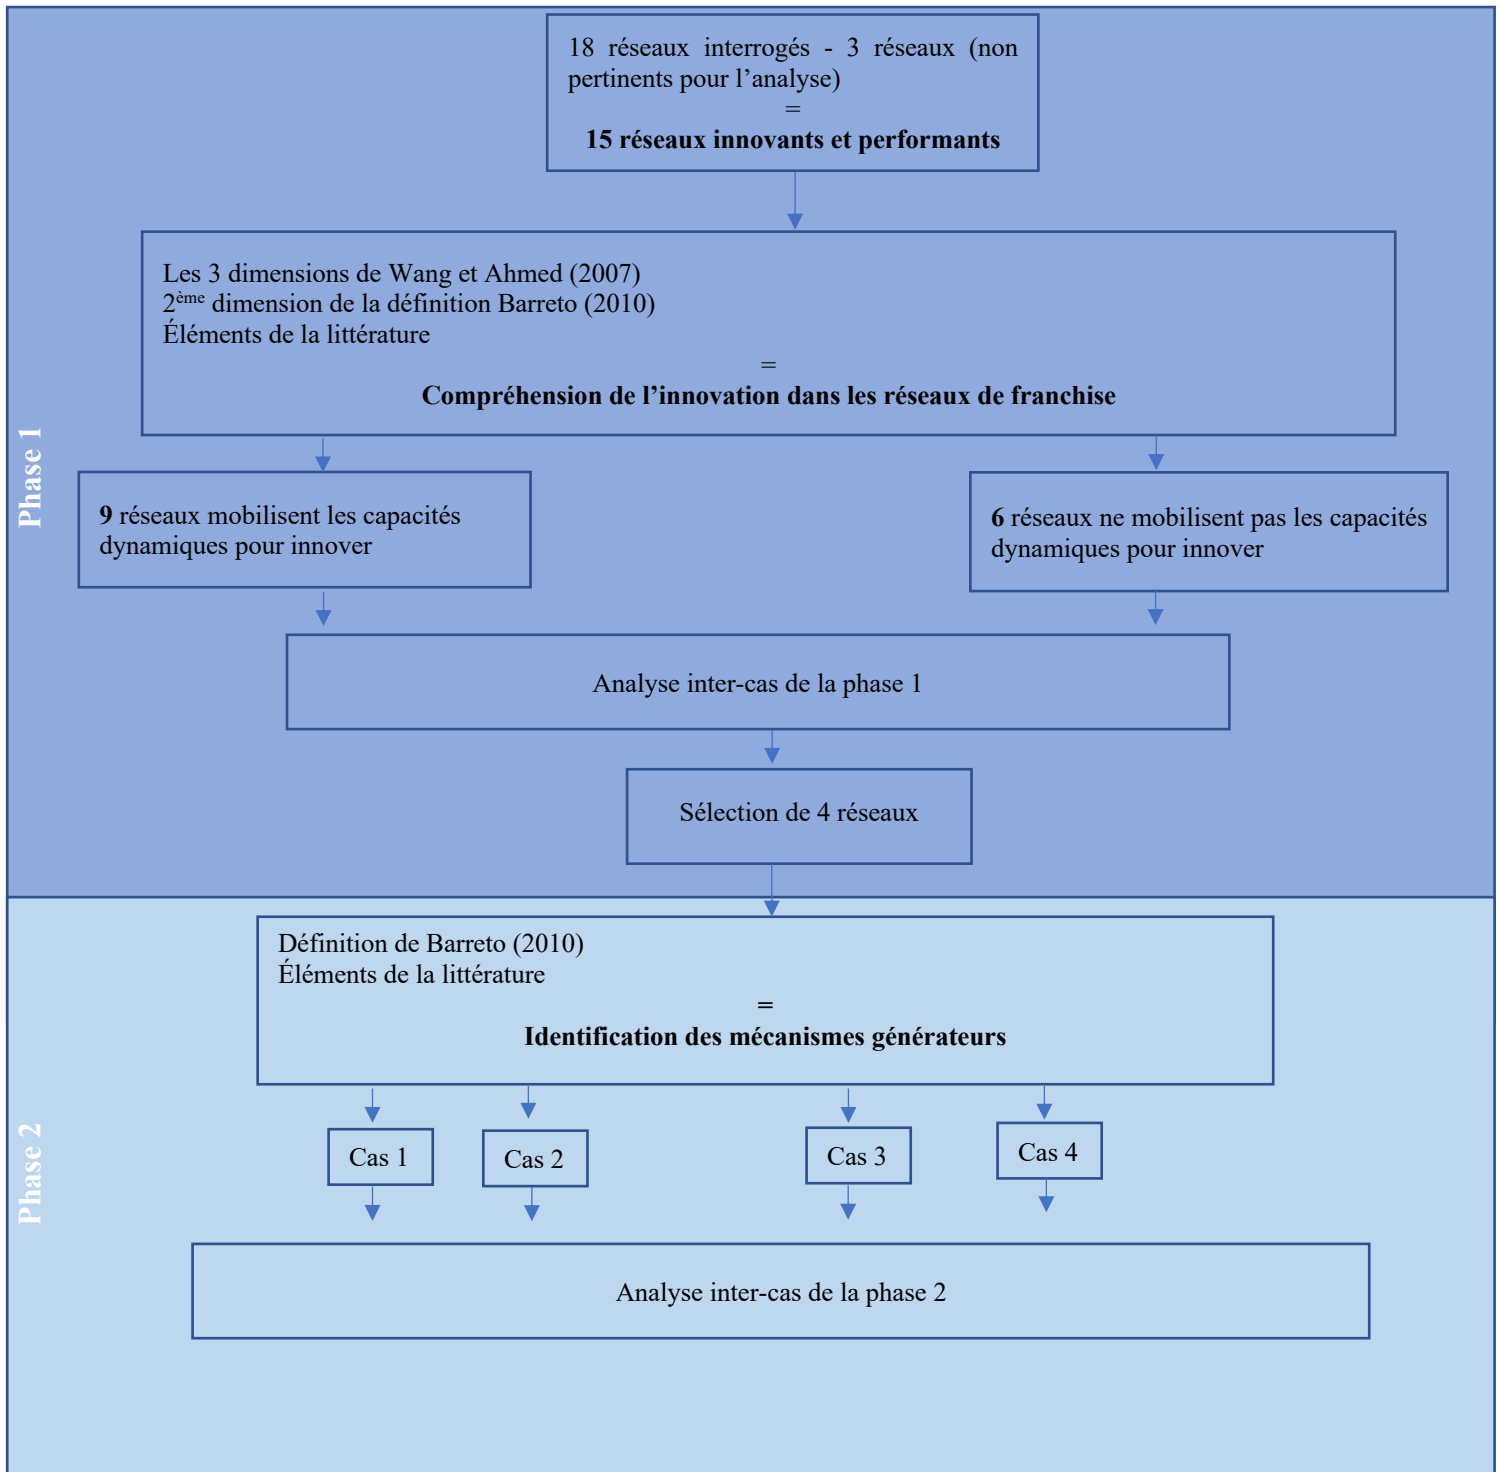 18 réseaux interrogés - 3 réseaux (non
pertinents pour l’analyse)
=
15 réseaux innovants et performants
Les 3 dimensions de Wang et Ahmed (2007)
2ème dimension de la définition Barreto (2010)
Éléments de la littérature
=
Compréhension de l’innovation dans les réseaux de franchise
Phase 1
9 réseaux mobilisent les capacités
dynamiques pour innover
6 réseaux ne mobilisent pas les capacités
dynamiques pour innover
Analyse inter-cas de la phase 1
Sélection de 4 réseaux
Définition de Barreto (2010)
Éléments de la littérature
=
Identification des mécanismes générateurs
Phase 2
Cas 1
Cas 2
Cas 3
Cas 4
Analyse inter-cas de la phase 2